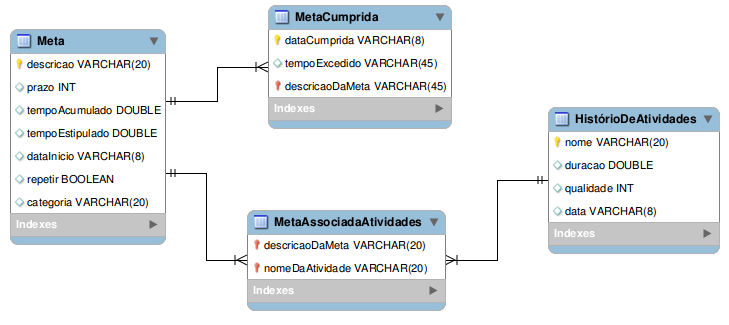 Meta
descricao VARCHAR(20)
prazo INT
tempoAcumulado DOUBLE
tempoEstipulado DOUBLE
dataInicio VARCHAR(8)
repetir BOOLEAN
categoria VARCHAR(20)
Indexes
MetaCumprida
dataCumprida VARCHAR(8)
tempoExcedido VARCHAR(45)
descricaoDaMeta VARCHAR(45)
Indexes
MetaAssociadaAtividades
descricaoDaMeta VARCHAR(20)
nomeDaAtividade VARCHAR(20)
Indexes
HistórioDeAtividades
nome VARCHAR(20)
duracao DOUBLE
qualidade INT
data VARCHAR(8)
Indexes